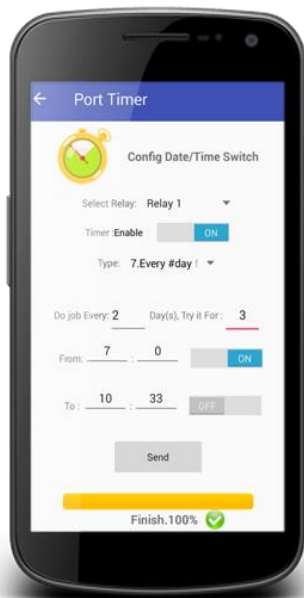 Port Timer
Config Date/Time Switch
Select Relay: Relay 1
Timer :Enable ON
Type: 7.Every #day
Do job Every: 2 Day(s), Try it For : 3
From: 7 : 0 ON
To : 10 : 33 OFF
Send
Finish.100%